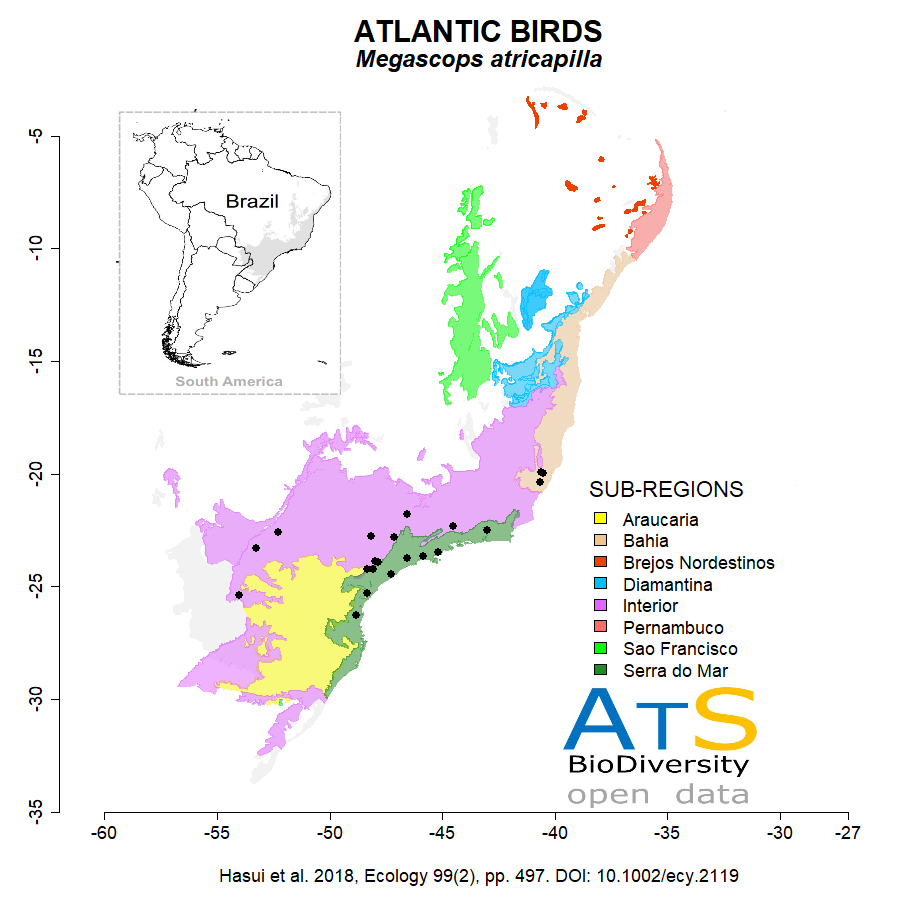 ATLANTIC BIRDS
Megascops atricapilla
Brazil
South America
-5
-10
-15
-20
-25
-30
-35
SUB-REGIONS
Araucaria
Bahia
Brejos Nordestinos
Diamantina
Interior
Pernambuco
Sao Francisco
Serra do Mar
ATS
BioDiversity
open data
-60
-55
-50
-45
-40
-35
-30
-27
Hasui et al. 2018, Ecology 99(2), pp. 497. DOI: 10.1002/ecy.2119